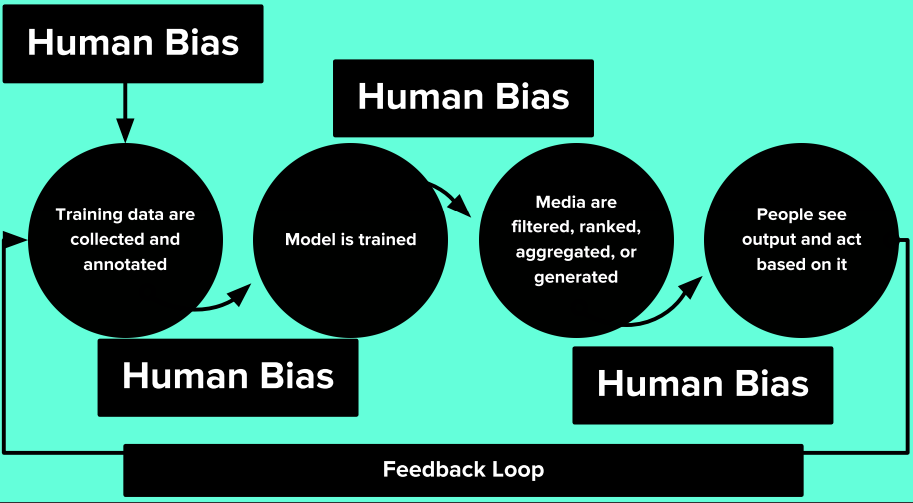 Human Bias
Human Bias
Training data are
collected and
annotated
Model is trained
Media are
filtered, ranked,
aggregated, or
generated
People see
output and act
based on it
Human Bias
Human Bias
Feedback Loop